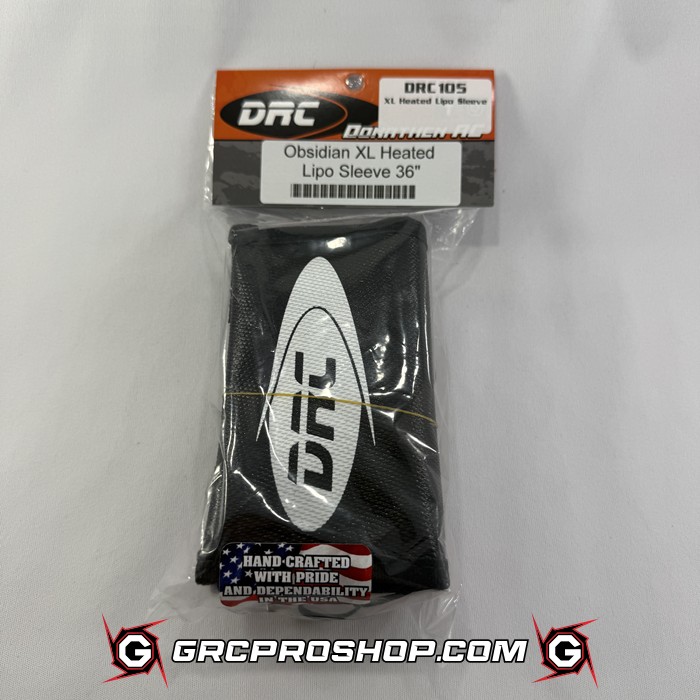 DRC
DONATHEN RC
DRC105
XL Heated Lipo Sleeve
Obsidian XL Heated
Lipo Sleeve 36"
DRC
HAND CRAFTED
WITH PRIDE
AND DEPENDABILITY
IN THE USA
G GRCPROSHOP.COM G